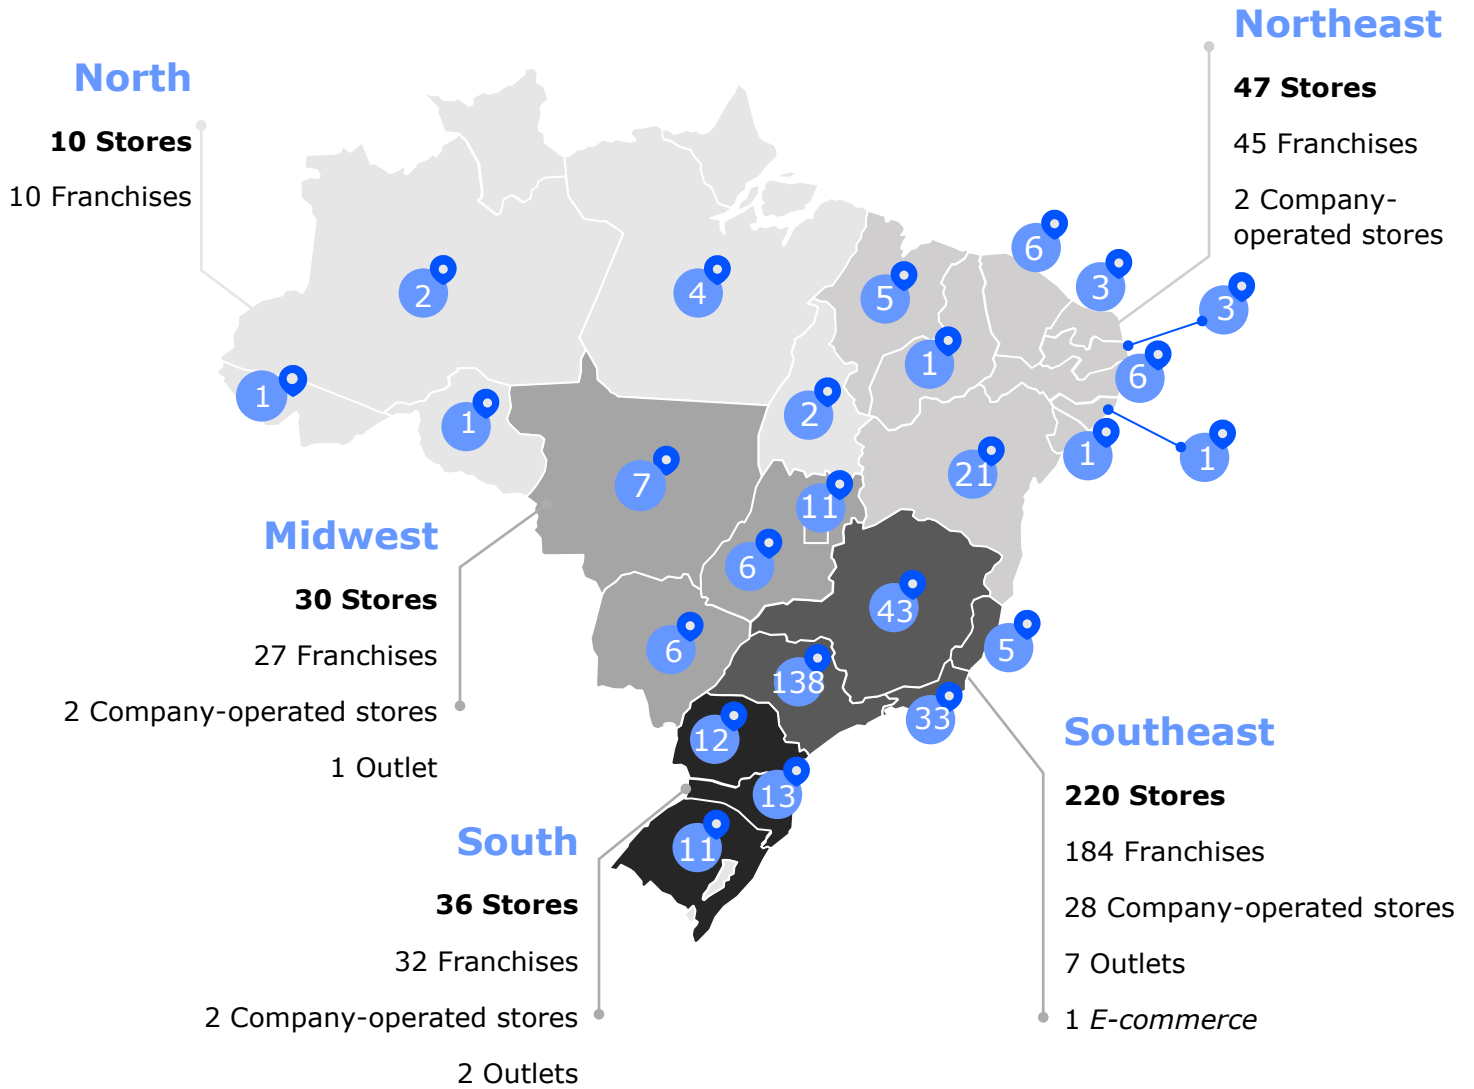 Northeast
47 Stores
45 Franchises
2 Company-
operated stores
North
10 Stores
10 Franchises
6
3
3
2
4
5
1
6
1
1
2
1
1
21
7
11
6
43
6
5
138
33
12
13
11
Midwest
30 Stores
27 Franchises
2 Company-operated stores
1 Outlet
Southeast
220 Stores
184 Franchises
28 Company-operated stores
7 Outlets
1 E-commerce
South
36 Stores
32 Franchises
2 Company-operated stores
2 Outlets